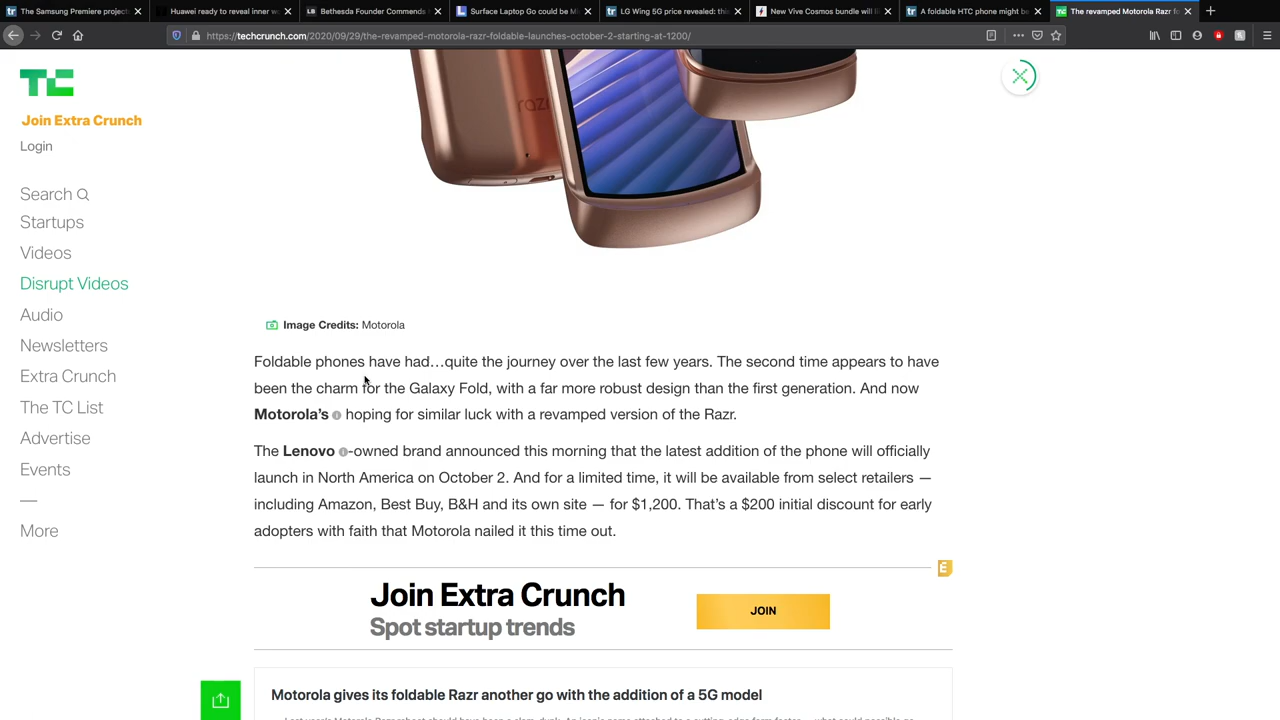 The Samsung Premiere project:
Huawei ready to reveal inner wo
LB Bethesda Founder Commends t
Surface Laptop Go could be Mi
tr LG Wing 5G price revealed: this
New Vive Cosmos bundle will l
tr A foldable HTC phone might be
The revamped Motorola Razr fo
https://techcrunch.com/2020/09/29/the-revamped-motorola-razr-foldable-launches-october-2-starting-at-1200/
TC
Join Extra Crunch
Login
Search
Startups
Videos
Disrupt Videos
Audio
Newsletters
Extra Crunch
The TC List
Advertise
Events
—
More
razr
Image Credits: Motorola
Foldable phones have had…quite the journey over the last few years. The second time appears to have
been the charm for the Galaxy Fold, with a far more robust design than the first generation. And now
Motorola's hoping for similar luck with a revamped version of the Razr.
The Lenovo -owned brand announced this morning that the latest addition of the phone will officially
launch in North America on October 2. And for a limited time, it will be available from select retailers —
including Amazon, Best Buy, B&H and its own site — for $1,200. That's a $200 initial discount for early
adopters with faith that Motorola nailed it this time out.
Join Extra Crunch
Spot startup trends
JOIN
Motorola gives its foldable Razr another go with the addition of a 5G model